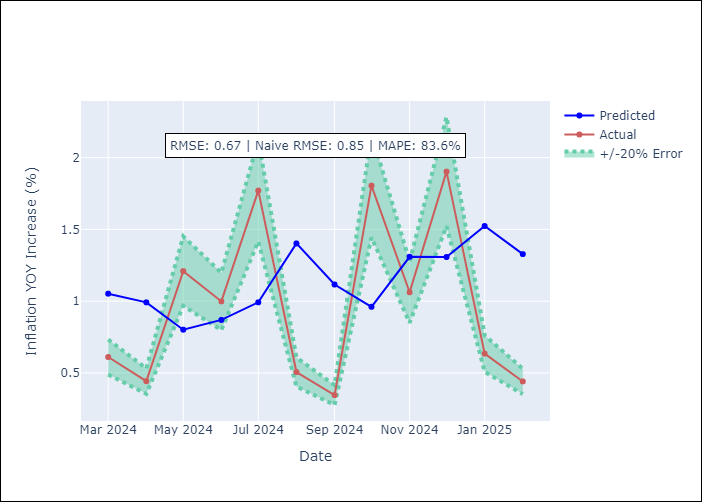 RMSE: 0.67 | Naive RMSE: 0.85 | MAPE: 83.6%
Predicted
Actual
+/-20% Error
Inflation YOY Increase (%)
2
1.5
1
0.5
Mar 2024
May 2024
Jul 2024
Sep 2024
Nov 2024
Jan 2025
Date